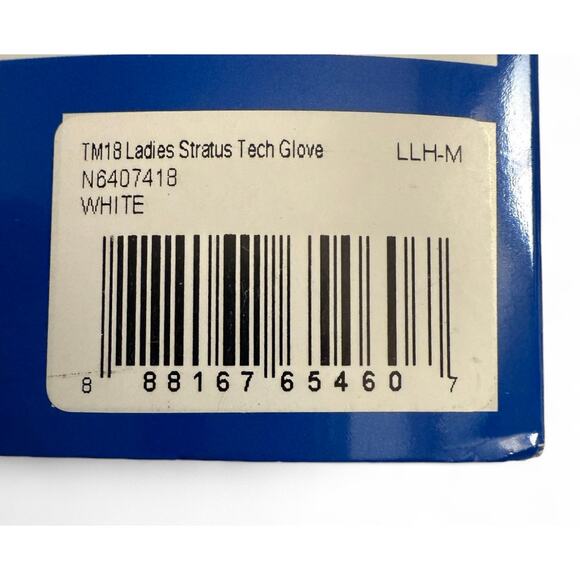 TM18 Ladies Stratus Tech Glove LLH-M
N6407418
WHITE
8 88167 65460 7